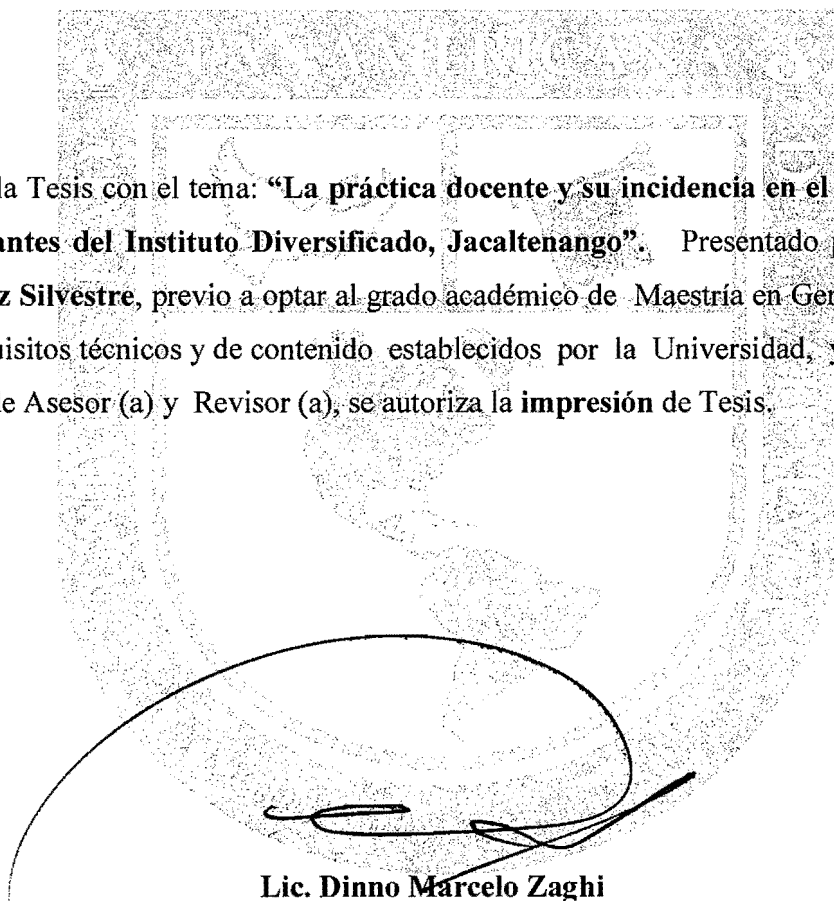 la Tesis con el tema: “La práctica docente y su incidencia en el
antes del Instituto Diversificado, Jacaltenango”. Presentado
z Silvestre, previo a optar al grado académico de Maestría en
uisitos técnicos y de contenido establecidos por la Universidad, y
e Asesor (a) y Revisor (a), se autoriza la impresión de Tesis.
Lic. Dinno Marcelo Zaghi